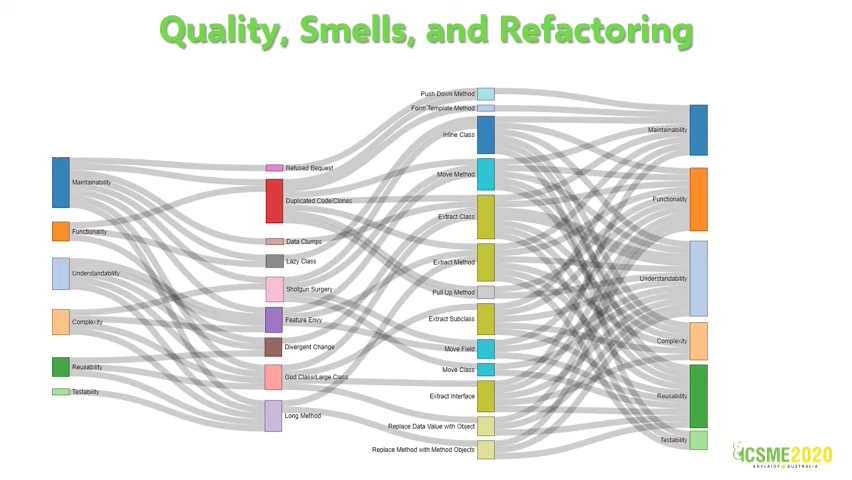 Quality, Smells, and Refactoring
Maintainability
Functionality
Understandability
Complexity
Reusability
Testability
Refused Bequest
Duplicated Code/Clones
Data Clumps
Lazy Class
Shotgun Surgery
Feature Envy
Divergent Change
God Class/Large Class
Long Method
Push Down Method
Form Template Method
Inline Class
Move Method
Extract Class
Extract Method
Pull Up Method
Extract Subclass
Move Field
Move Class
Extract Interface
Replace Data Value with Object
Replace Method with Method Objects
Maintainability
Functionality
Understandability
Complexity
Reusability
Testability
ICSME2020
ADELAIDE AUSTRALIA